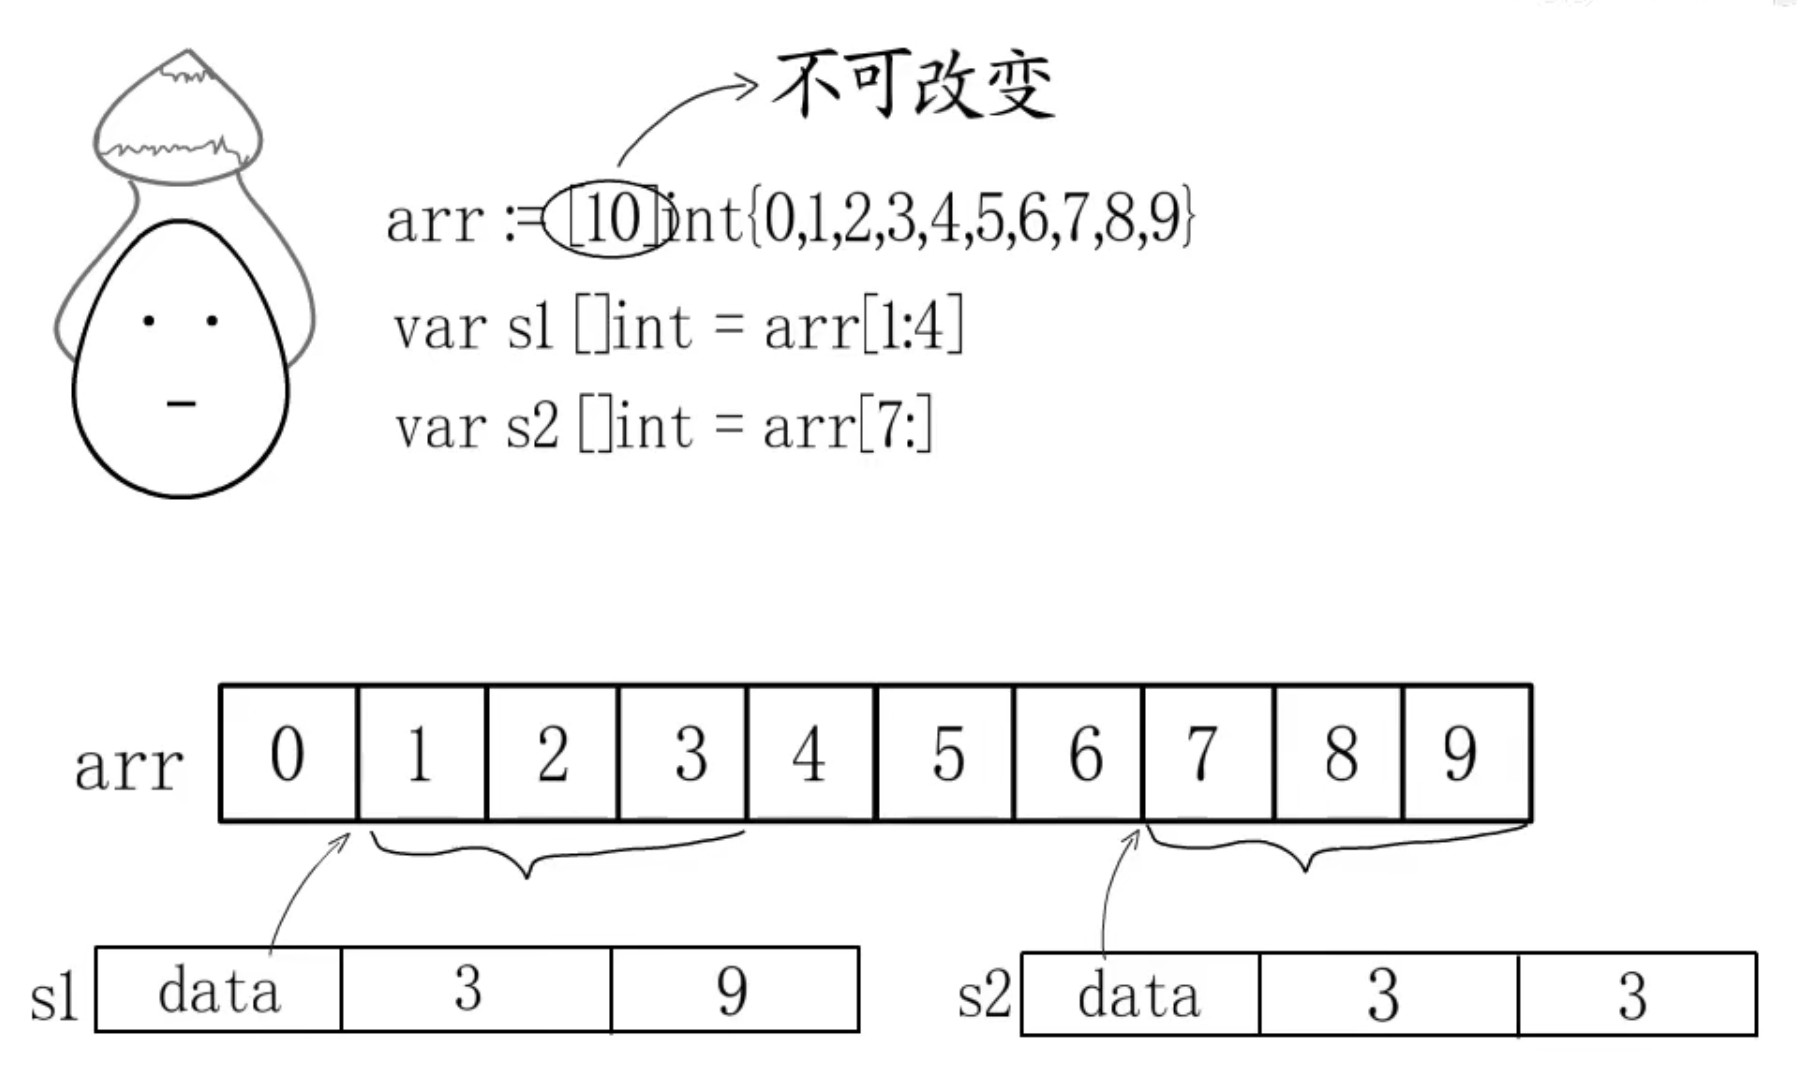 不可改变
arr := [10]int{0,1,2,3,4,5,6,7,8,9}
var s1 []int = arr[1:4]
var s2 []int = arr[7:]
arr 0 1 2 3 4 5 6 7 8 9
s1 data 3 9
s2 data 3 3